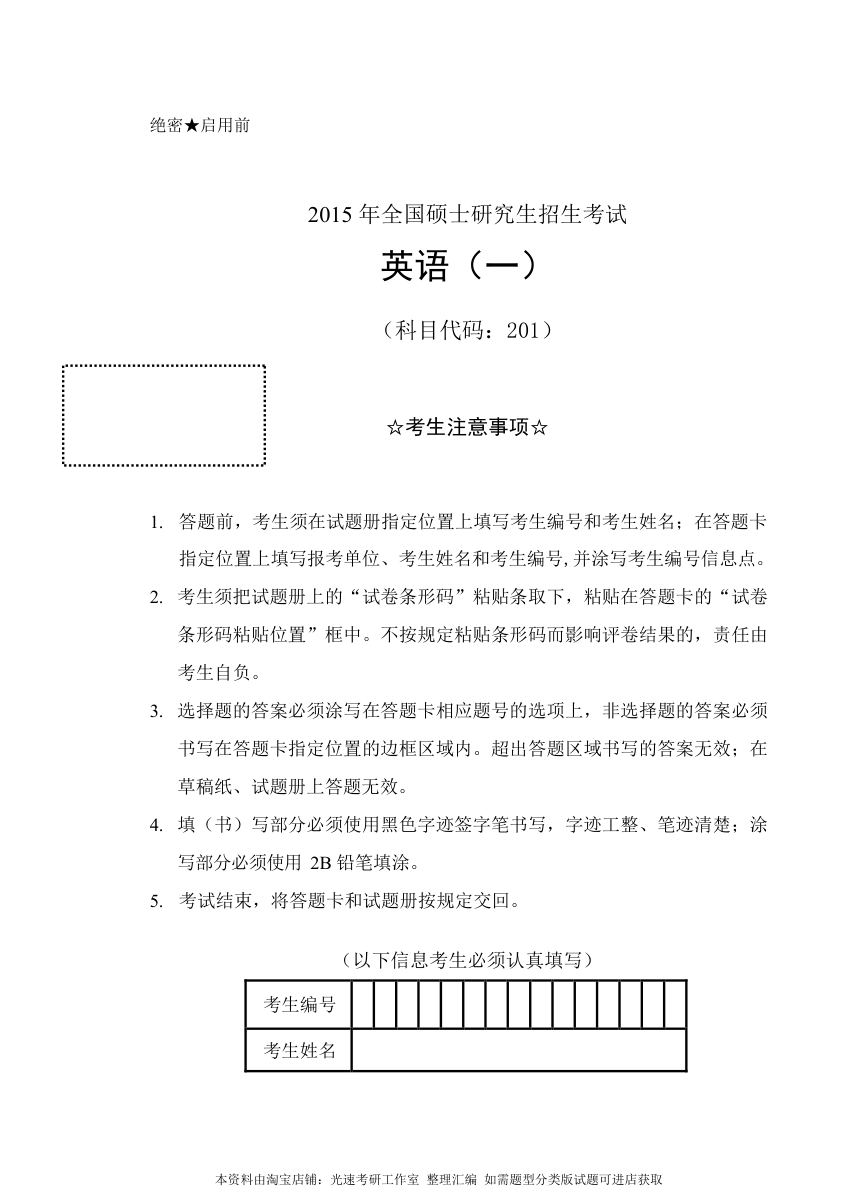 绝密★启用前
2015 年全国硕士研究生招生考试
英语（一）
（科目代码：201）
☆考生注意事项☆
1. 答题前，考生须在试题册指定位置上填写考生编号和考生姓名；在答题卡
指定位置上填写报考单位、考生姓名和考生编号,并涂写考生编号信息点。
2. 考生须把试题册上的“试卷条形码”粘贴条取下，粘贴在答题卡的“试卷
条形码粘贴位置”框中。不按规定粘贴条形码而影响评卷结果的，责任由
考生自负。
3. 选择题的答案必须涂写在答题卡相应题号的选项上，非选择题的答案必须
书写在答题卡指定位置的边框区域内。超出答题区域书写的答案无效；在
草稿纸、试题册上答题无效。
4. 填（书）写部分必须使用黑色字迹签字笔书写，字迹工整、笔迹清楚；涂
写部分必须使用 2B 铅笔填涂。
5. 考试结束，将答题卡和试题册按规定交回。
（以下信息考生必须认真填写）
考生编号
考生姓名
本资料由淘宝店铺：光速考研工作室 整理汇编 如需题型分类版试题可进店获取